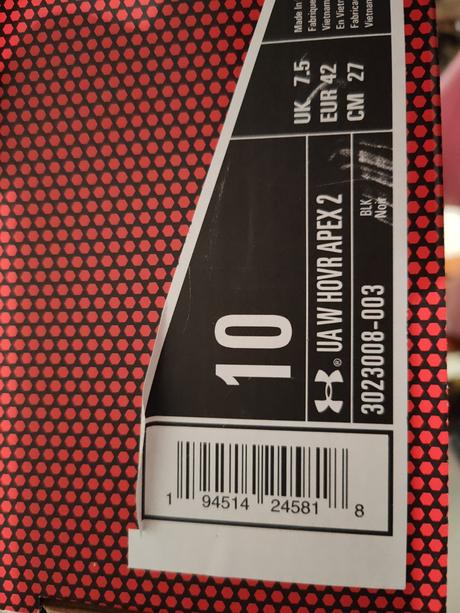 Made in
Fabriqué
Vietnam
En Vietn
Fabrica
Vietnam
UK 7.5
EUR 42
CM 27
10
® UA W HOVR APEX 2
BLK
Noir
3023008-003
1 94514 24581 8